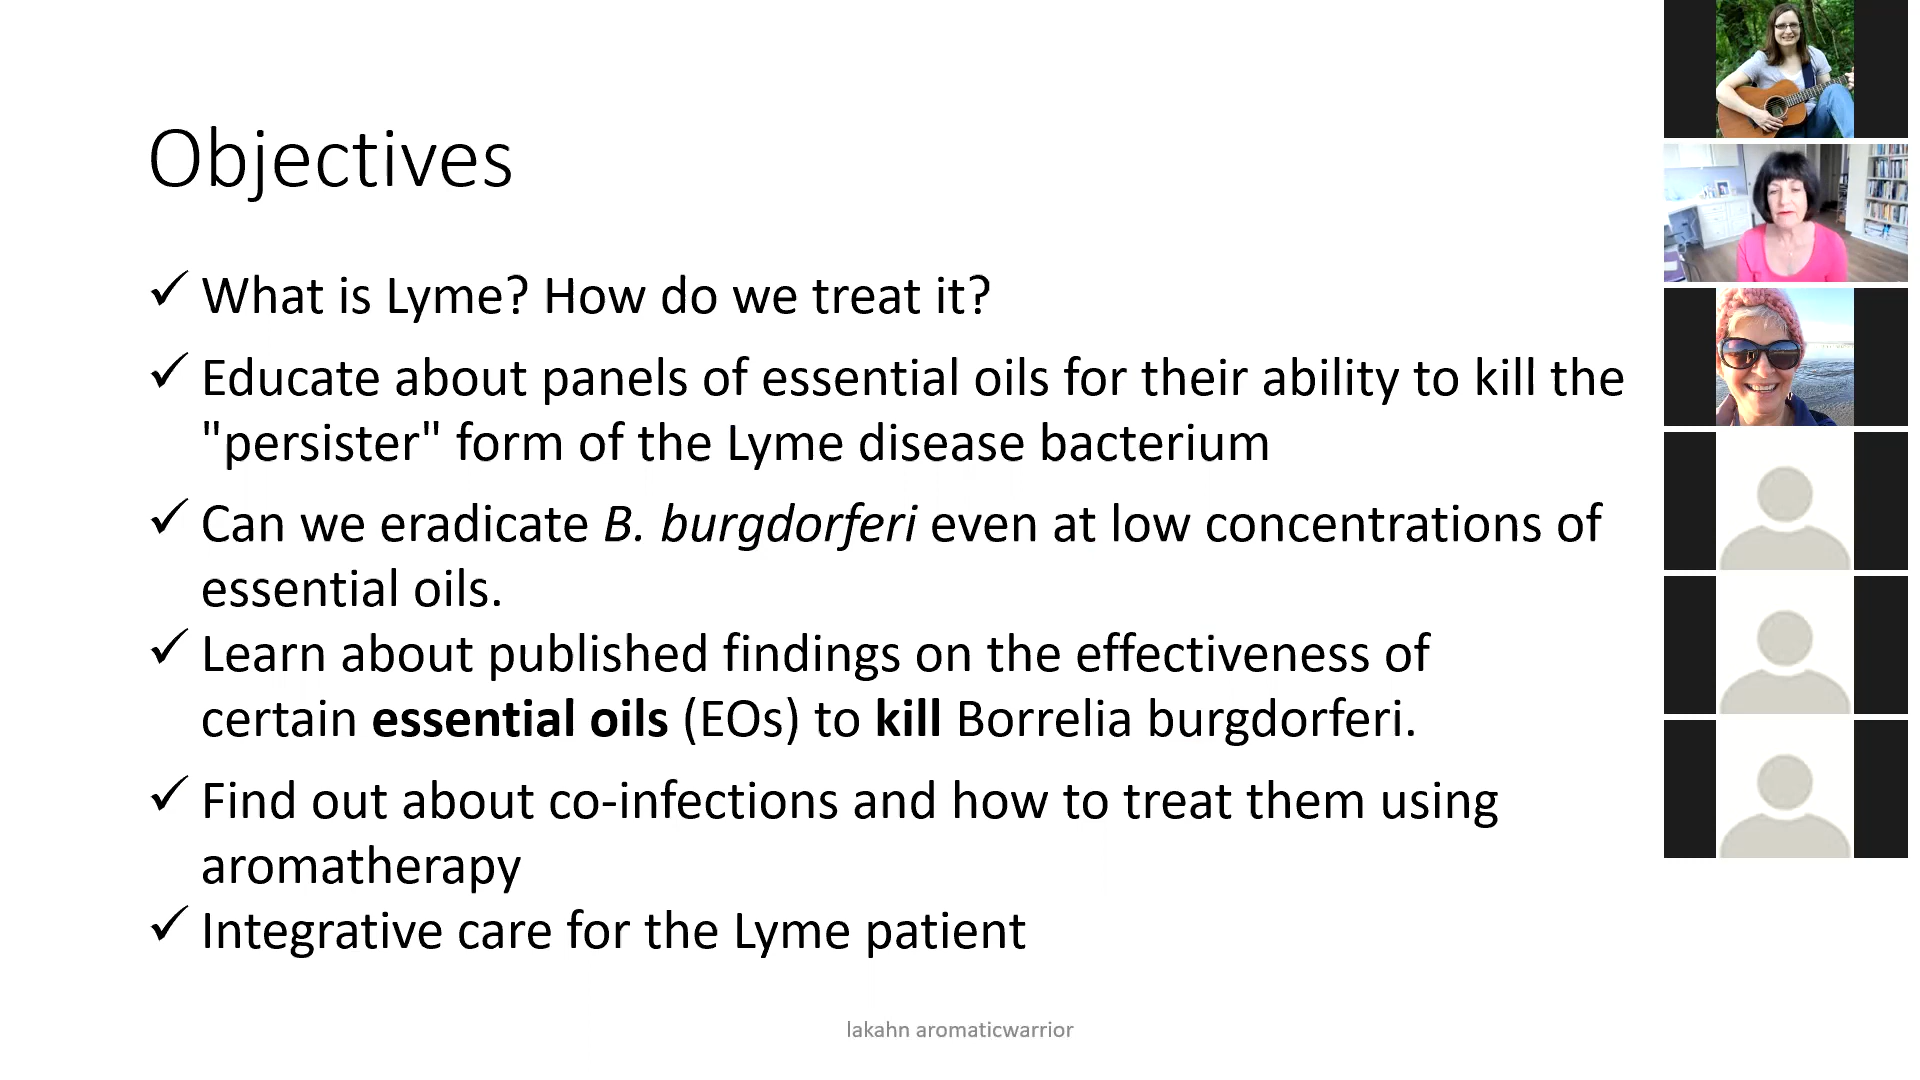 Objectives
✓ What is Lyme? How do we treat it?
✓ Educate about panels of essential oils for their ability to kill the
"persister" form of the Lyme disease bacterium
✓ Can we eradicate B. burgdorferi even at low concentrations of
essential oils.
✓ Learn about published findings on the effectiveness of
certain essential oils (EOs) to kill Borrelia burgdorferi.
✓ Find out about co-infections and how to treat them using
aromatherapy
✓ Integrative care for the Lyme patient
lakahn aromaticwarrior